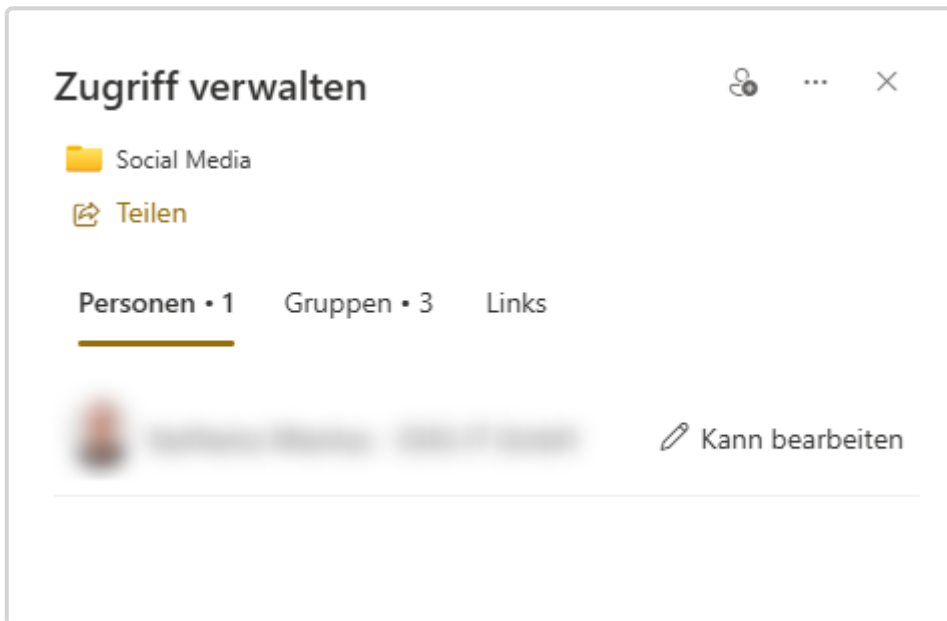 Zugriff verwalten
Social Media
Teilen
Personen • 1 Gruppen • 3 Links
Kann bearbeiten